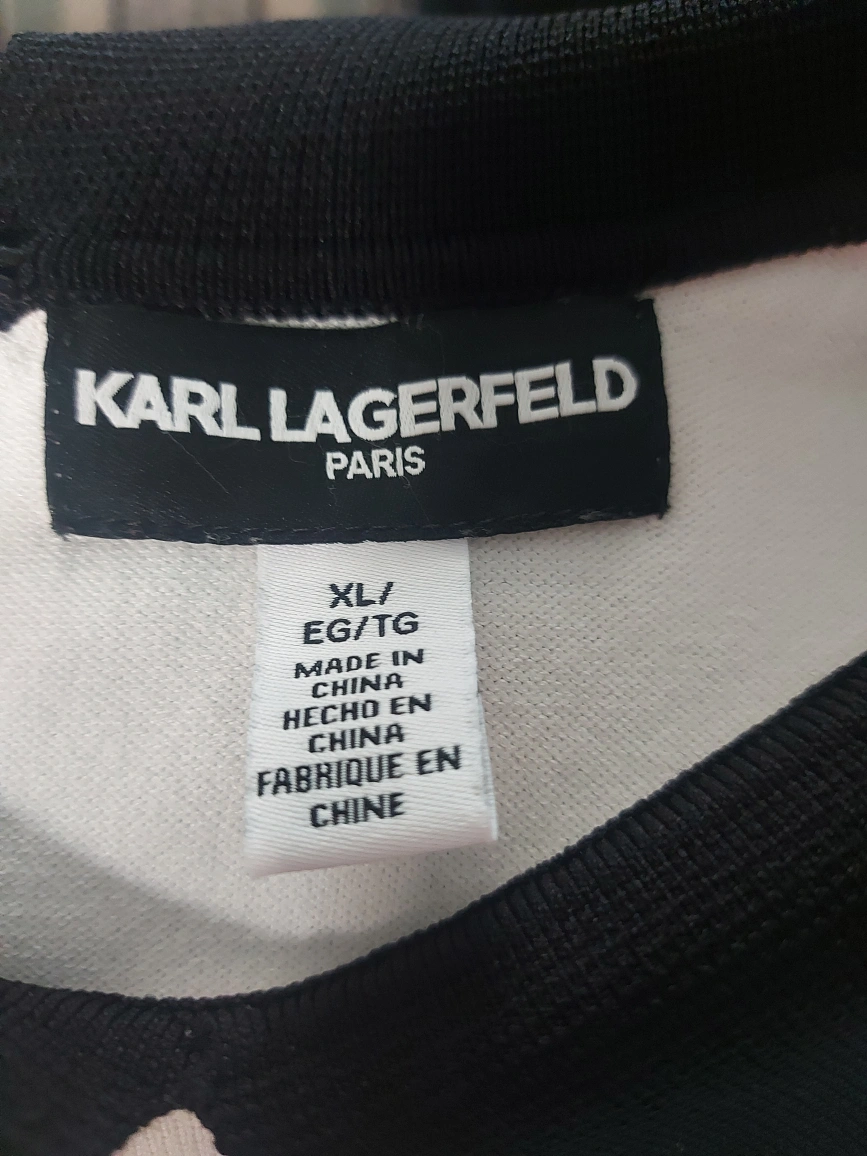 KARL LAGERFELD
PARIS
XL/
EG/TG
MADE IN
CHINA
HECHO EN
CHINA
FABRIQUE EN
CHINE